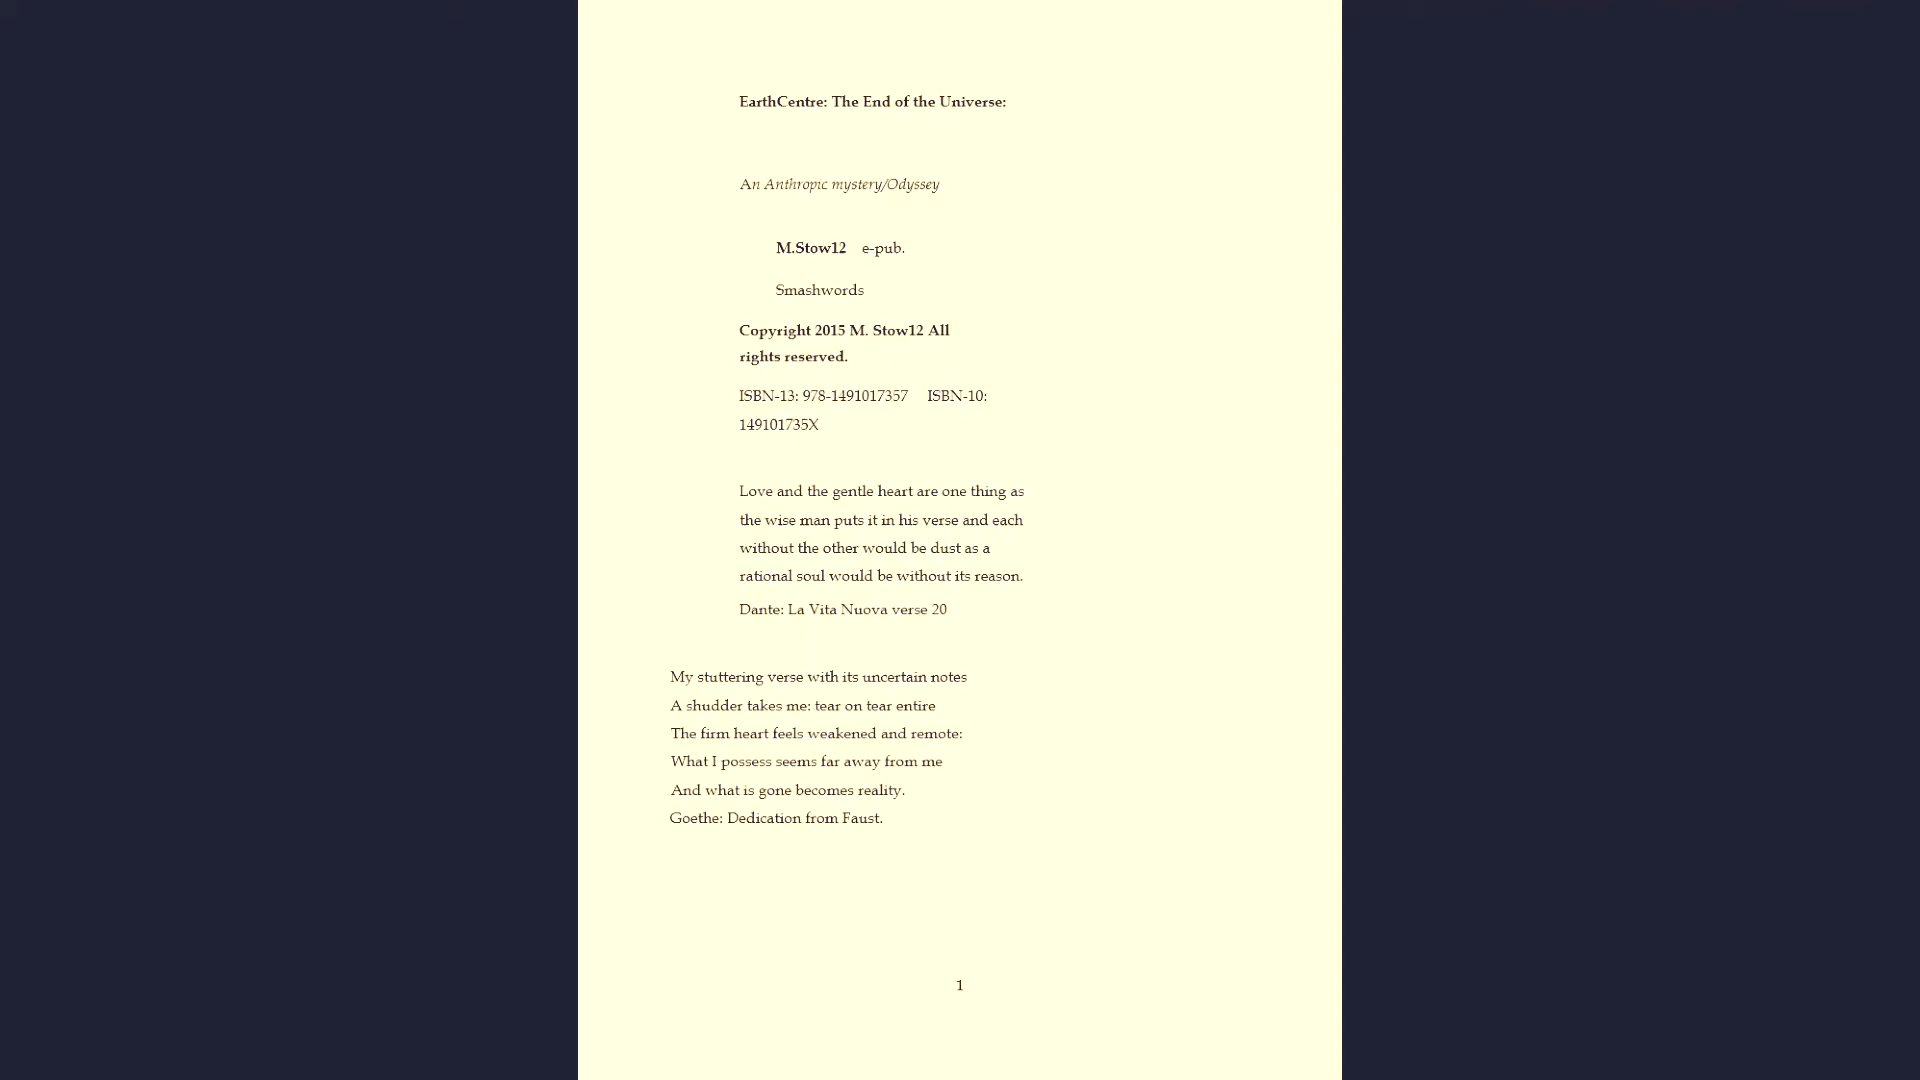 EarthCentre: The End of the Universe:
An Anthropic mystery/Odyssey
M.Stow12 e-pub.
Smashwords
Copyright 2015 M. Stow12 All
rights reserved.
ISBN-13: 978-1491017357 ISBN-10:
149101735X
Love and the gentle heart are one thing as
the wise man puts it in his verse and each
without the other would be dust as a
rational soul would be without its reason.
Dante: La Vita Nuova verse 20
My stuttering verse with its uncertain notes
A shudder takes me: tear on tear entire
The firm heart feels weakened and remote:
What I possess seems far away from me
And what is gone becomes reality.
Goethe: Dedication from Faust.
1